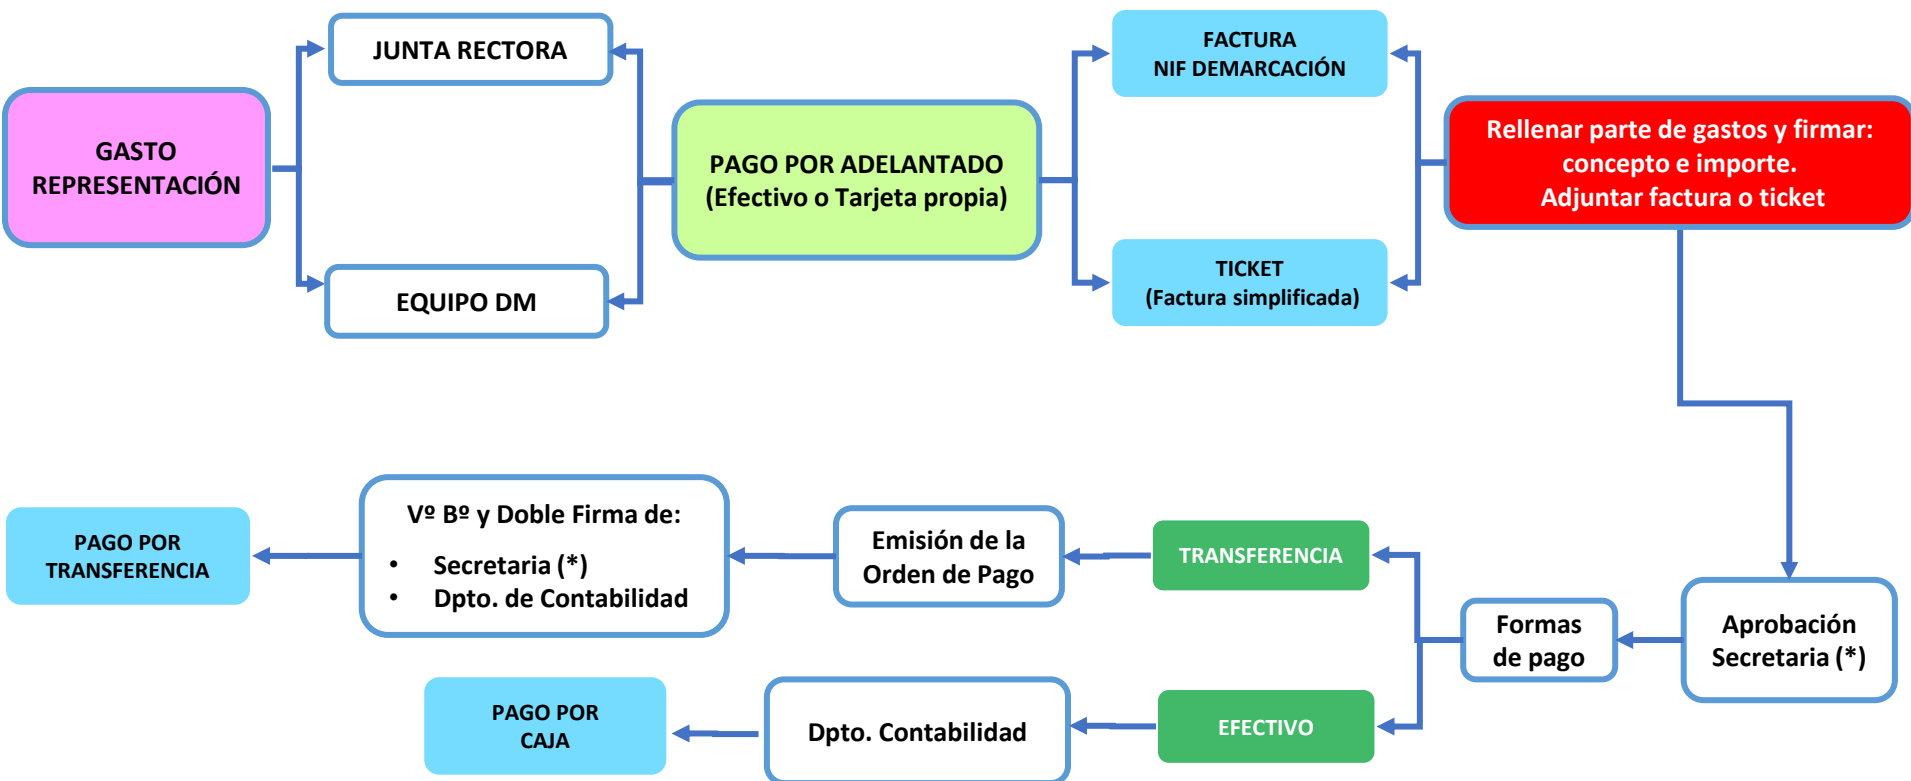 GASTO
REPRESENTACIÓN
JUNTA RECTORA
EQUIPO DM
PAGO POR ADELANTADO
(Efectivo o Tarjeta propia)
FACTURA
NIF DEMARCACIÓN
TICKET
(Factura simplificada)
Rellenar parte de gastos y firmar:
concepto e importe.
Adjuntar factura o ticket
Aprobación
Secretaria (*)
Formas
de pago
TRANSFERENCIA
Emisión de la
Orden de Pago
Vº Bº y Doble Firma de:
• Secretaria (*)
• Dpto. de Contabilidad
PAGO POR
TRANSFERENCIA
EFECTIVO
Dpto. Contabilidad
PAGO POR
CAJA